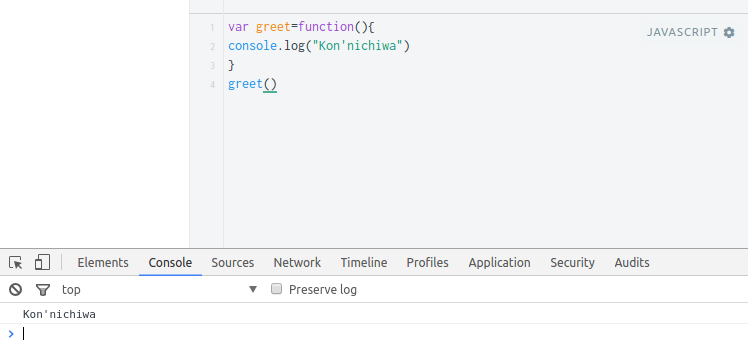 1 var greet=function(){
JAVASCRIPT
2 console.log("Kon'nichiwa")
3 }
4 greet()
Elements Console Sources Network Timeline Profiles Application Security Audits
top Preserve log
Kon'nichiwa